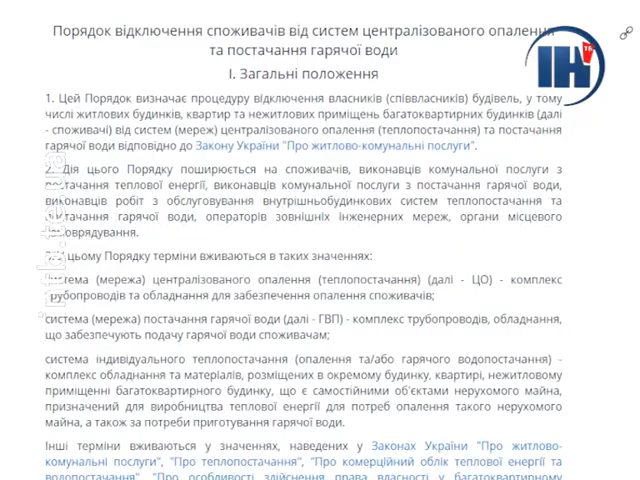 Порядок відключення споживачів від систем централізованого опалення
та постачання гарячої води
І. Загальні положення
1. Цей Порядок визначає процедуру відключення власників (співвласників) будівель, у тому
числі житлових будинків, квартир та нежитлових приміщень багатоквартирних будинків (далі
- споживачі) від систем (мереж) централізованого опалення (теплопостачання) та постачання
гарячої води відповідно до Закону України "Про житлово-комунальні послуги".
2. Дія цього Порядку поширюється на споживачів, виконавців комунальної послуги з
постачання теплової енергії, виконавців комунальної послуги з постачання гарячої води,
виконавців робіт з обслуговування внутрішньобудинкових систем теплопостачання та
постачання гарячої води, операторів зовнішніх інженерних мереж, органи місцевого
самоврядування.
цьому Порядку терміни вживаються в таких значеннях:
система (мережа) централізованого опалення (теплопостачання) (далі - ЦО) - комплекс
трубопроводів та обладнання для забезпечення опалення споживачів;
система (мережа) постачання гарячої води (далі - ГВП) - комплекс трубопроводів, обладнання,
що забезпечують подачу гарячої води споживачам;
система індивідуального теплопостачання (опалення та/або гарячого водопостачання) -
комплекс обладнання та матеріалів, розміщених в окремому будинку, квартирі, нежитловому
приміщенні багатоквартирного будинку, що є самостійними об'єктами нерухомого майна,
призначений для виробництва теплової енергії для потреб опалення такого нерухомого
майна, а також за потреби приготування гарячої води.
Інші терміни вживаються у значеннях, наведених у Законах України "Про житлово-
комунальні послуги", "Про теплопостачання", "Про комерційний облік теплової енергії та
водопостачання", "Про особливості здійснення права власності у багатоквартирному
ІН
ТБ